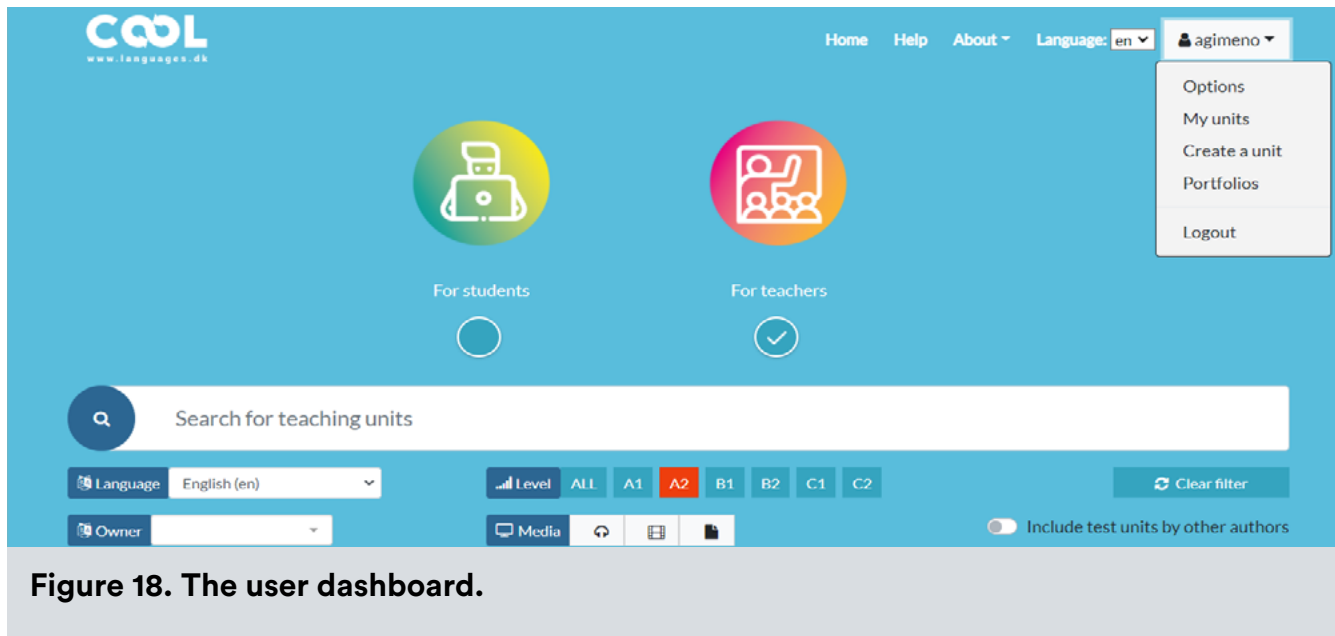 COOL
www.languages.dk
Home Help About Language: en agimeno
Options
My units
Create a unit
Portfolios
Logout
For students For teachers
Search for teaching units
Language English (en) Level ALL A1 A2 B1 B2 C1 C2 Clear filter
Owner Media Include test units by other authors
Figure 18. The user dashboard.